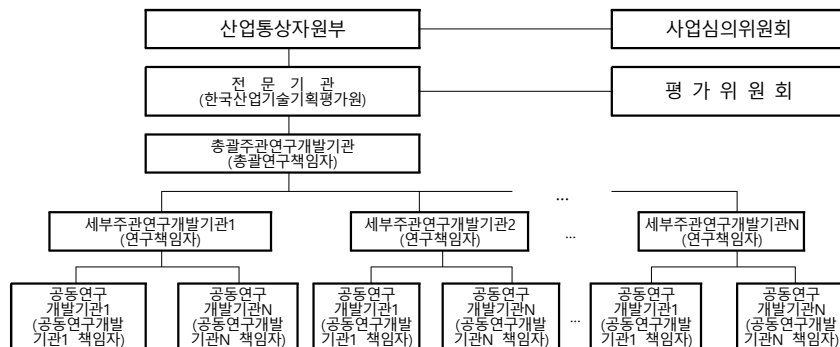 산업통상자원부
사업심의위원회
전 문 기 관
(한국산업기술기획평가원)
평 가 위 원 회
총괄주관연구개발기관
(총괄연구책임자)
...
세부주관연구개발기관1
(연구책임자)
세부주관연구개발기관2
(연구책임자)
...
세부주관연구개발기관N
(연구책임자)
공동연구
개발기관1
(공동연구개발
기관1 책임자)
공동연구
개발기관N
(공동연구개발
기관N 책임자)
공동연구
개발기관1
(공동연구개발
기관1 책임자)
공동연구
개발기관N
(공동연구개발
기관N 책임자)
...
공동연구
개발기관1
(공동연구개발
기관1 책임자)
공동연구
개발기관N
(공동연구개발
기관N 책임자)